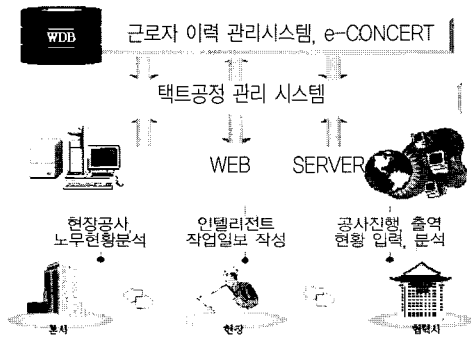 WDB
근로자 이력 관리시스템, e-CONCERT
택트공정 관리 시스템
WEB SERVER
현장공사,
노무현황분석
인텔리전트
작업일보 작성
공사진행, 출역
현황 입력, 분석
본사
현장
협력사